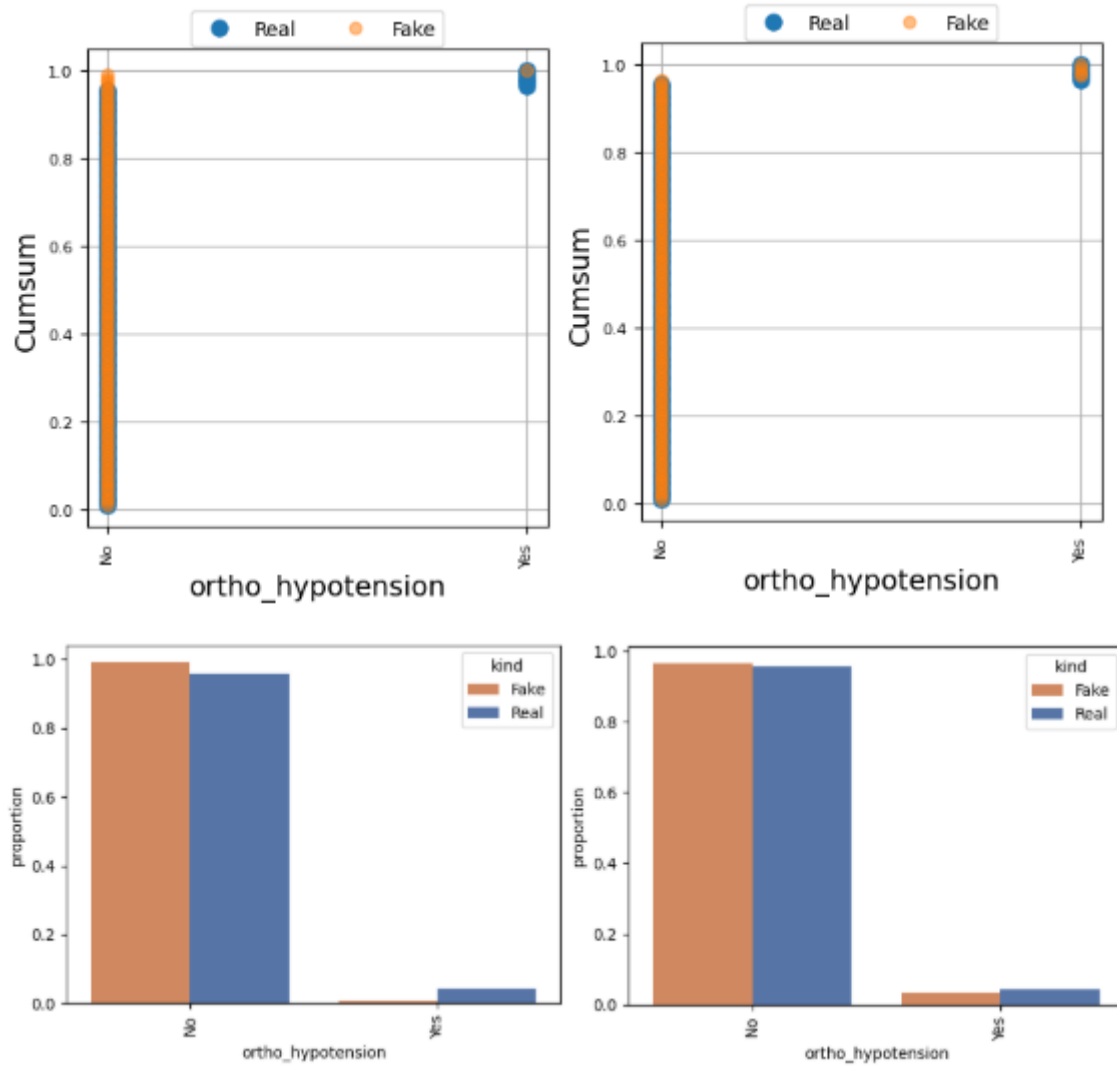 Real Fake
1.0
0.8
0.6
0.4
0.2
0.0
Cumsum
No Yes
ortho_hypotension
Real Fake
1.0
0.8
0.6
0.4
0.2
0.0
Cumsum
No Yes
ortho_hypotension
kind
Fake
Real
1.0
0.8
0.6
0.4
0.2
0.0
proportion
No Yes
ortho_hypotension
kind
Fake
Real
1.0
0.8
0.6
0.4
0.2
0.0
proportion
No Yes
ortho_hypotension